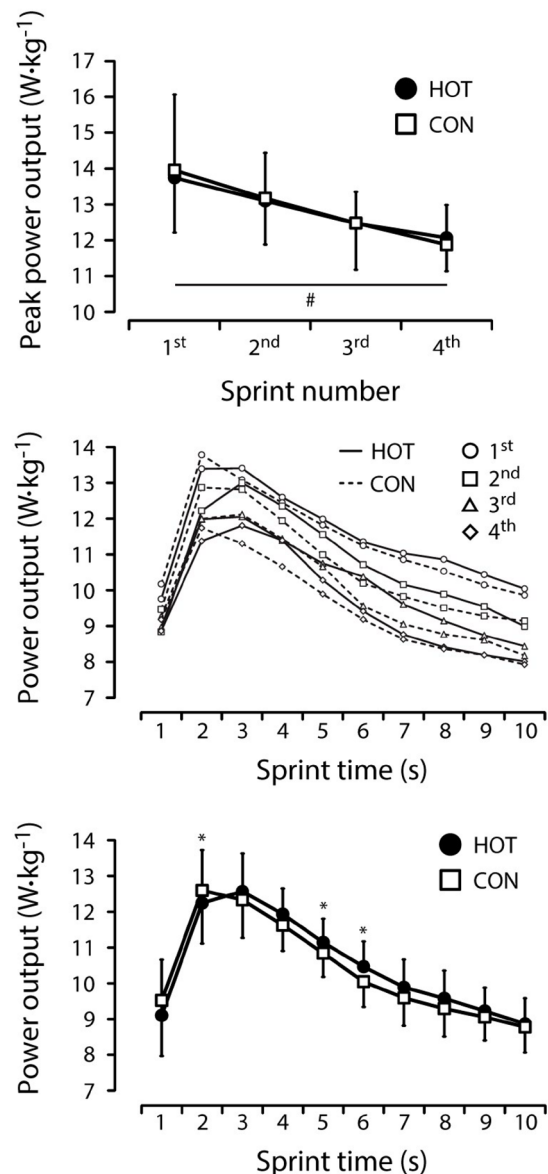 Peak power output (W·kg-1)
17
16
15
14
13
12
11
10
HOT
CON
#
1st 2nd 3rd 4th
Sprint number
Power output (W·kg-1)
14
13
12
11
10
9
8
7
HOT
CON
1st
2nd
3rd
4th
1 2 3 4 5 6 7 8 9 10
Sprint time (s)
Power output (W·kg-1)
14
13
12
11
10
9
8
7
*
*
*
HOT
CON
1 2 3 4 5 6 7 8 9 10
Sprint time (s)